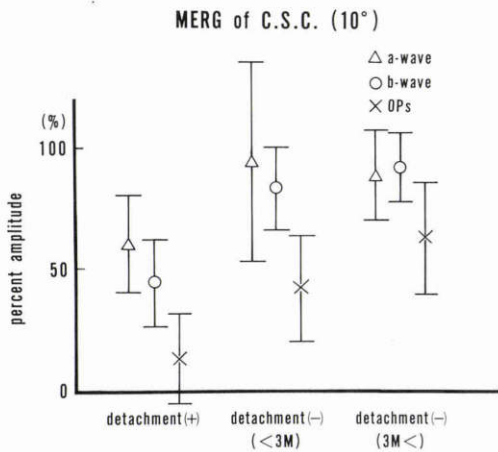 MERG of C.S.C. (10°)
△ a-wave
○ b-wave
× OPs
(%)
100
50
0
percent amplitude
detachment(+)
detachment(−)
(<3M)
detachment(−)
(3M<)